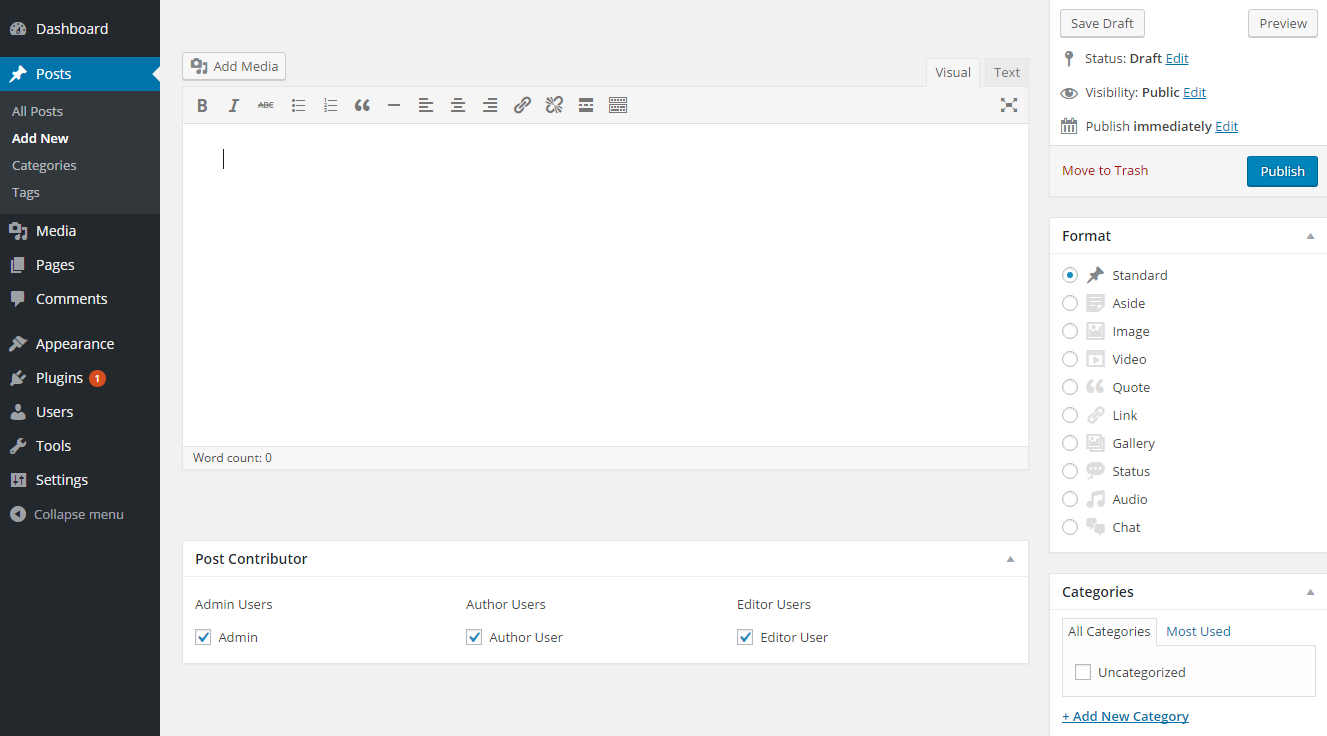 Dashboard
Posts
All Posts
Add New
Categories
Tags
Media
Pages
Comments
Appearance
Plugins 1
Users
Tools
Settings
Collapse menu
Add Media
Visual Text
B I ABC
Word count: 0
Post Contributor
Admin Users Author Users Editor Users
Admin Author User Editor User
Save Draft Preview
Status: Draft Edit
Visibility: Public Edit
Publish immediately Edit
Move to Trash Publish
Format
Standard
Aside
Image
Video
Quote
Link
Gallery
Status
Audio
Chat
Categories
All Categories Most Used
Uncategorized
+ Add New Category